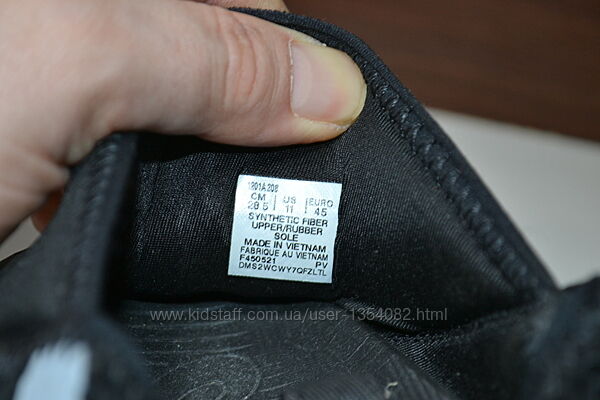 1201A208
CM US EURO
28.5 11 45
SYNTHETIC FIBER
UPPER/RUBBER
SOLE
MADE IN VIETNAM
FABRIQUE AU VIETNAM
F450521 PV
DMS2WCWY7QFZLTL
www.kidstaff.com.ua/user-1354082.html